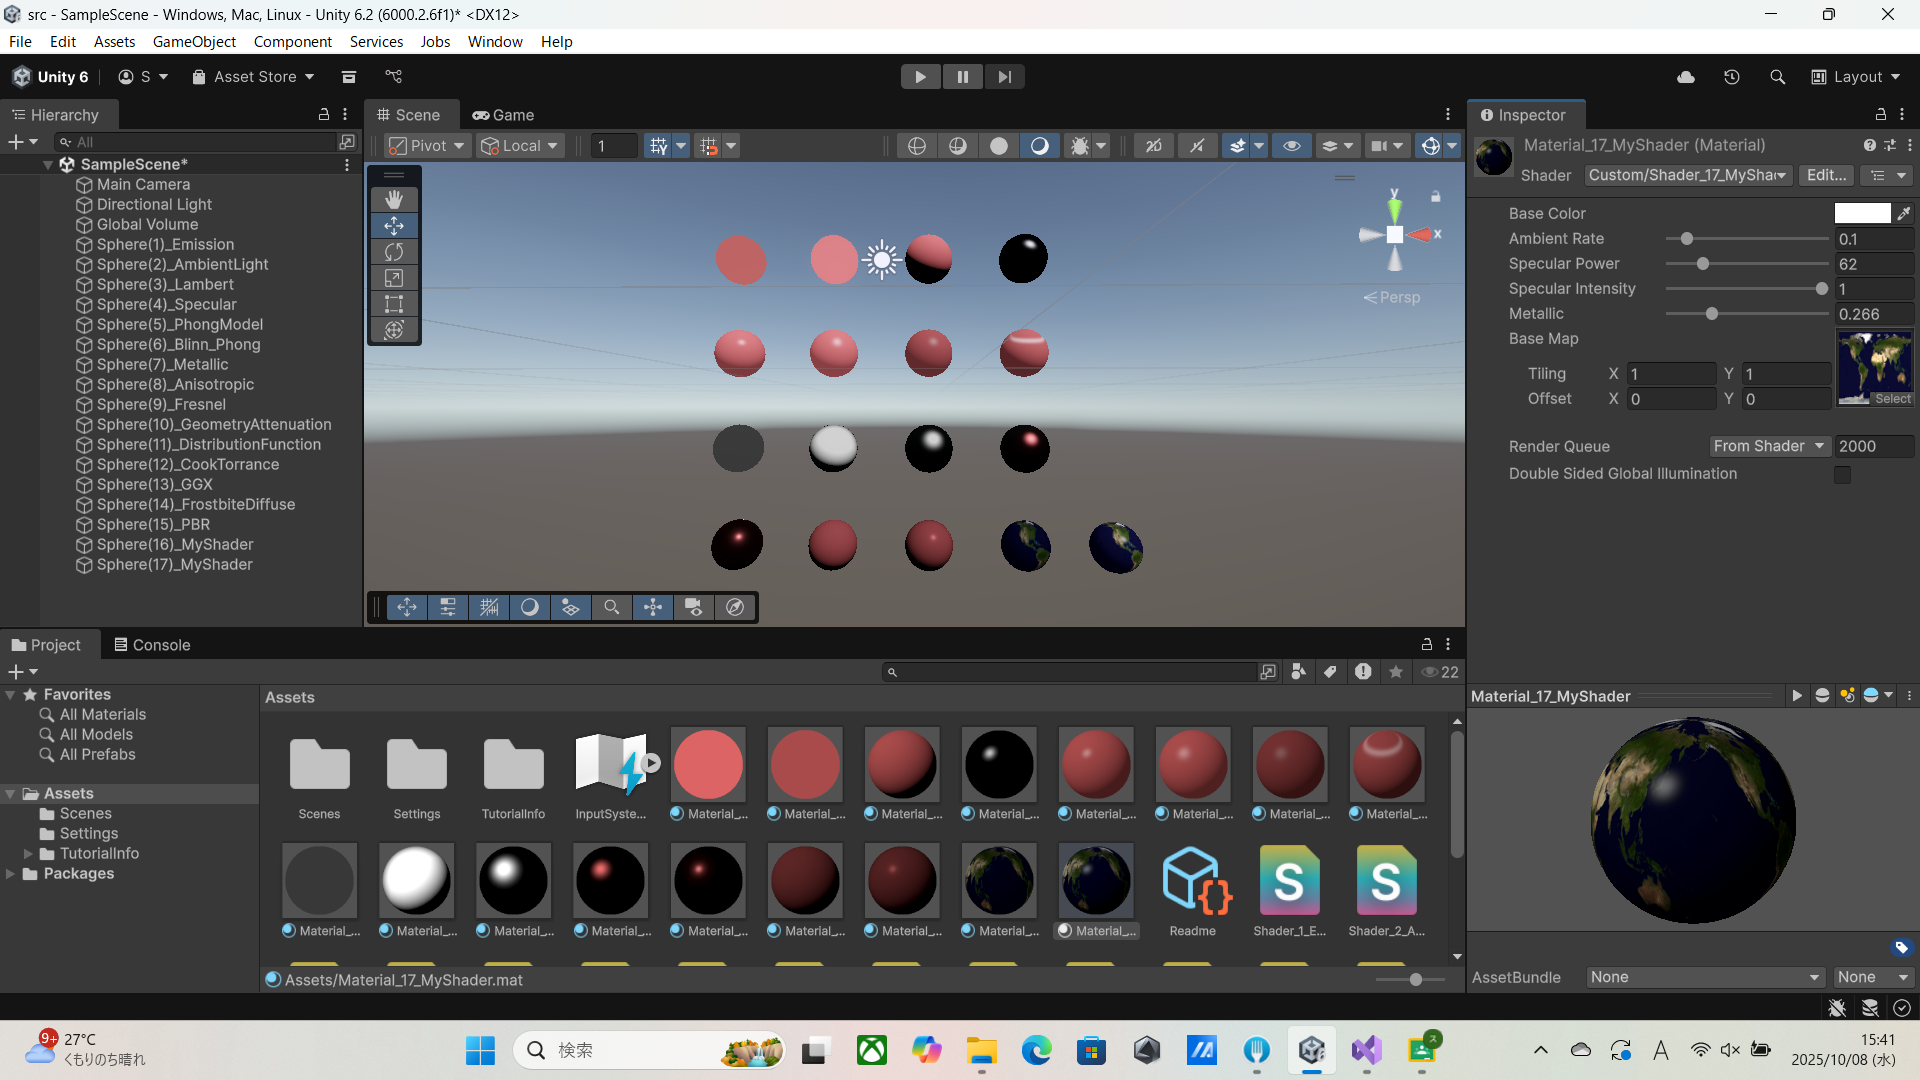 src - SampleScene - Windows, Mac, Linux - Unity 6.2 (6000.2.6f1)* <DX12>
File Edit Assets GameObject Component Services Jobs Window Help
Unity 6 S Asset Store Layout
Hierarchy
All
SampleScene*
Main Camera
Directional Light
Global Volume
Sphere(1)_Emission
Sphere(2)_AmbientLight
Sphere(3)_Lambert
Sphere(4)_Specular
Sphere(5)_PhongModel
Sphere(6)_Blinn_Phong
Sphere(7)_Metallic
Sphere(8)_Anisotropic
Sphere(9)_Fresnel
Sphere(10)_GeometryAttenuation
Sphere(11)_DistributionFunction
Sphere(12)_CookTorrance
Sphere(13)_GGX
Sphere(14)_FrostbiteDiffuse
Sphere(15)_PBR
Sphere(16)_MyShader
Sphere(17)_MyShader
Scene Game
Pivot Local 1 2D
y
x
Persp
Inspector
Material_17_MyShader (Material)
Shader Custom/Shader_17_MySha Edit...
Base Color
Ambient Rate 0.1
Specular Power 62
Specular Intensity 1
Metallic 0.266
Base Map
Tiling X 1 Y 1
Offset X 0 Y 0
Select
Render Queue From Shader 2000
Double Sided Global Illumination
Project Console
22
Favorites
All Materials
All Models
All Prefabs
Assets
Scenes
Settings
TutorialInfo
Packages
Assets
Scenes Settings TutorialInfo InputSyste... Material_... Material_... Material_... Material_... Material_... Material_... Material_... Material_...
Material_... Material_... Material_... Material_... Material_... Material_... Material_... Material_... Material_... Readme Shader_1_E... Shader_2_A...
Assets/Material_17_MyShader.mat
Material_17_MyShader
AssetBundle None None
9+
27°C
くもりのち晴れ
検索
ス
A
15:41
2025/10/08 (水)